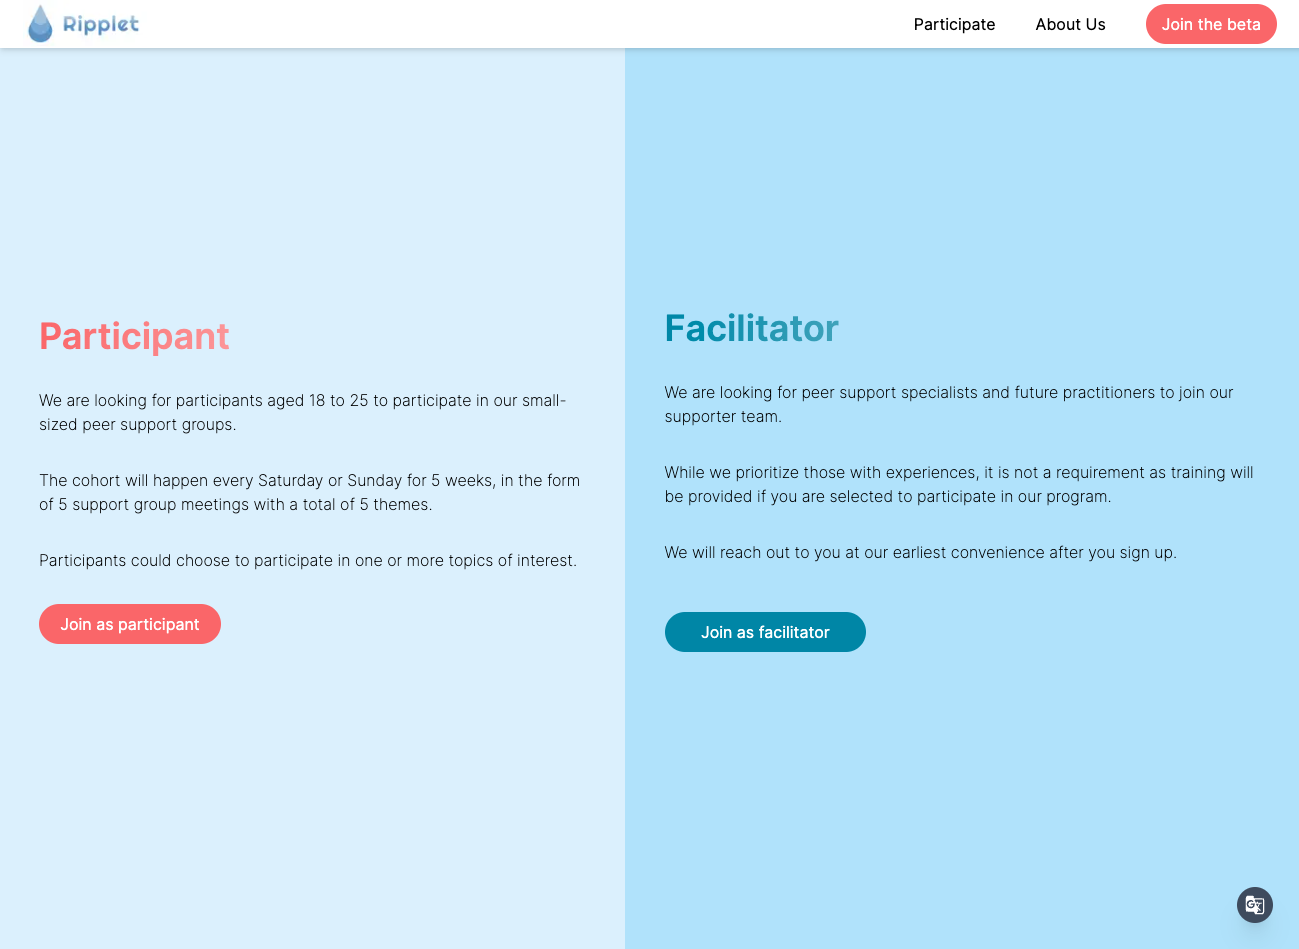 Ripplet
Participate
About Us
Join the beta
Participant
We are looking for participants aged 18 to 25 to participate in our small-
sized peer support groups.
The cohort will happen every Saturday or Sunday for 5 weeks, in the form
of 5 support group meetings with a total of 5 themes.
Participants could choose to participate in one or more topics of interest.
Join as participant
Facilitator
We are looking for peer support specialists and future practitioners to join our
supporter team.
While we prioritize those with experiences, it is not a requirement as training will
be provided if you are selected to participate in our program.
We will reach out to you at our earliest convenience after you sign up.
Join as facilitator